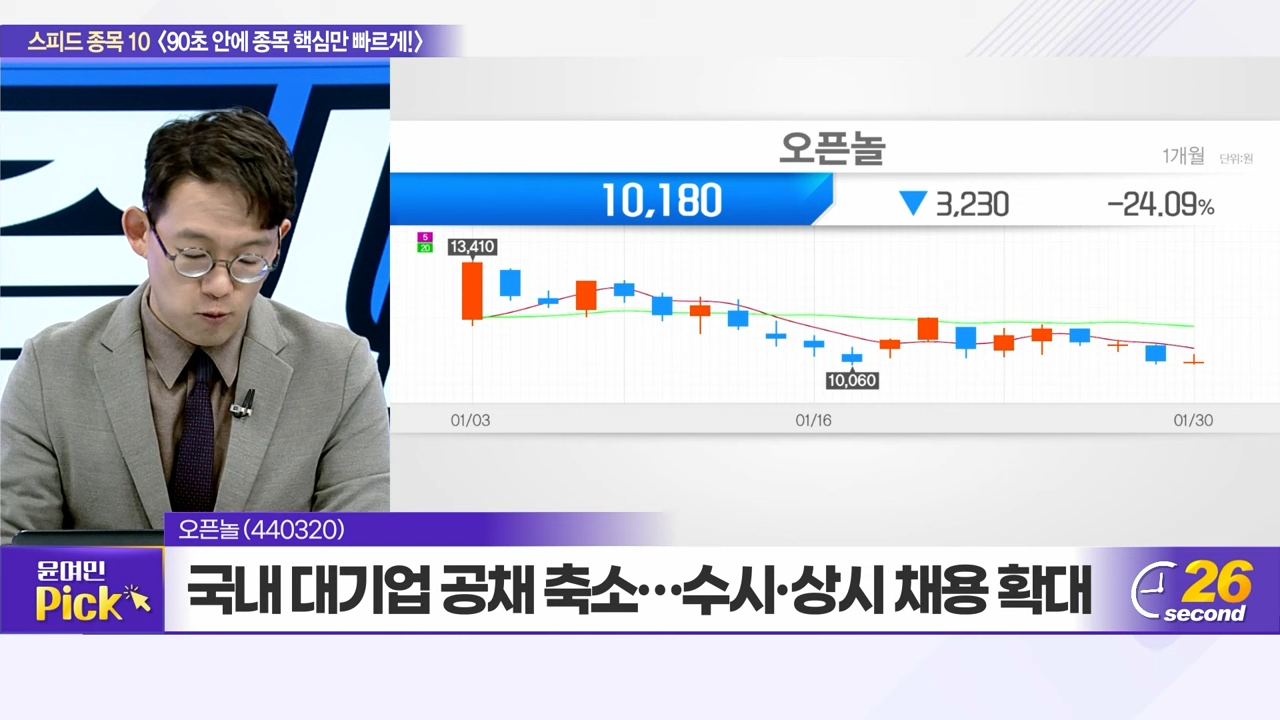 스피드 종목 10 〈90초 안에 종목 핵심만 빠르게!〉
오픈놀
1개월 단위:원
10,180 ▼ 3,230 -24.09%
5
20
13,410
10,060
01/03 01/16 01/30
오픈놀(440320)
윤여민
Pick
국내 대기업 공채 축소…수시·상시 채용 확대
26
second